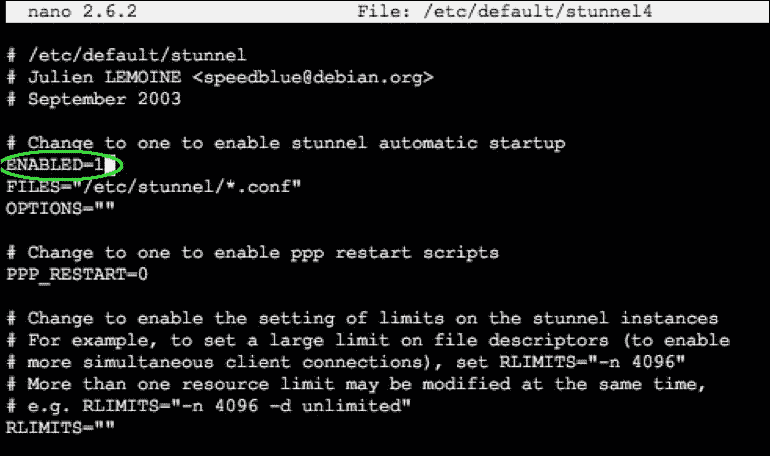 nano 2.6.2 File: /etc/default/stunnel4
# /etc/default/stunnel
# Julien LEMOINE <speedblue@debian.org>
# September 2003
# Change to one to enable stunnel automatic startup
ENABLED=1
FILES="/etc/stunnel/*.conf"
OPTIONS=""
# Change to one to enable ppp restart scripts
PPP_RESTART=0
# Change to enable the setting of limits on the stunnel instances
# For example, to set a large limit on file descriptors (to enable
# more simultaneous client connections), set RLIMITS="-n 4096"
# More than one resource limit may be modified at the same time,
# e.g. RLIMITS="-n 4096 -d unlimited"
RLIMITS=""